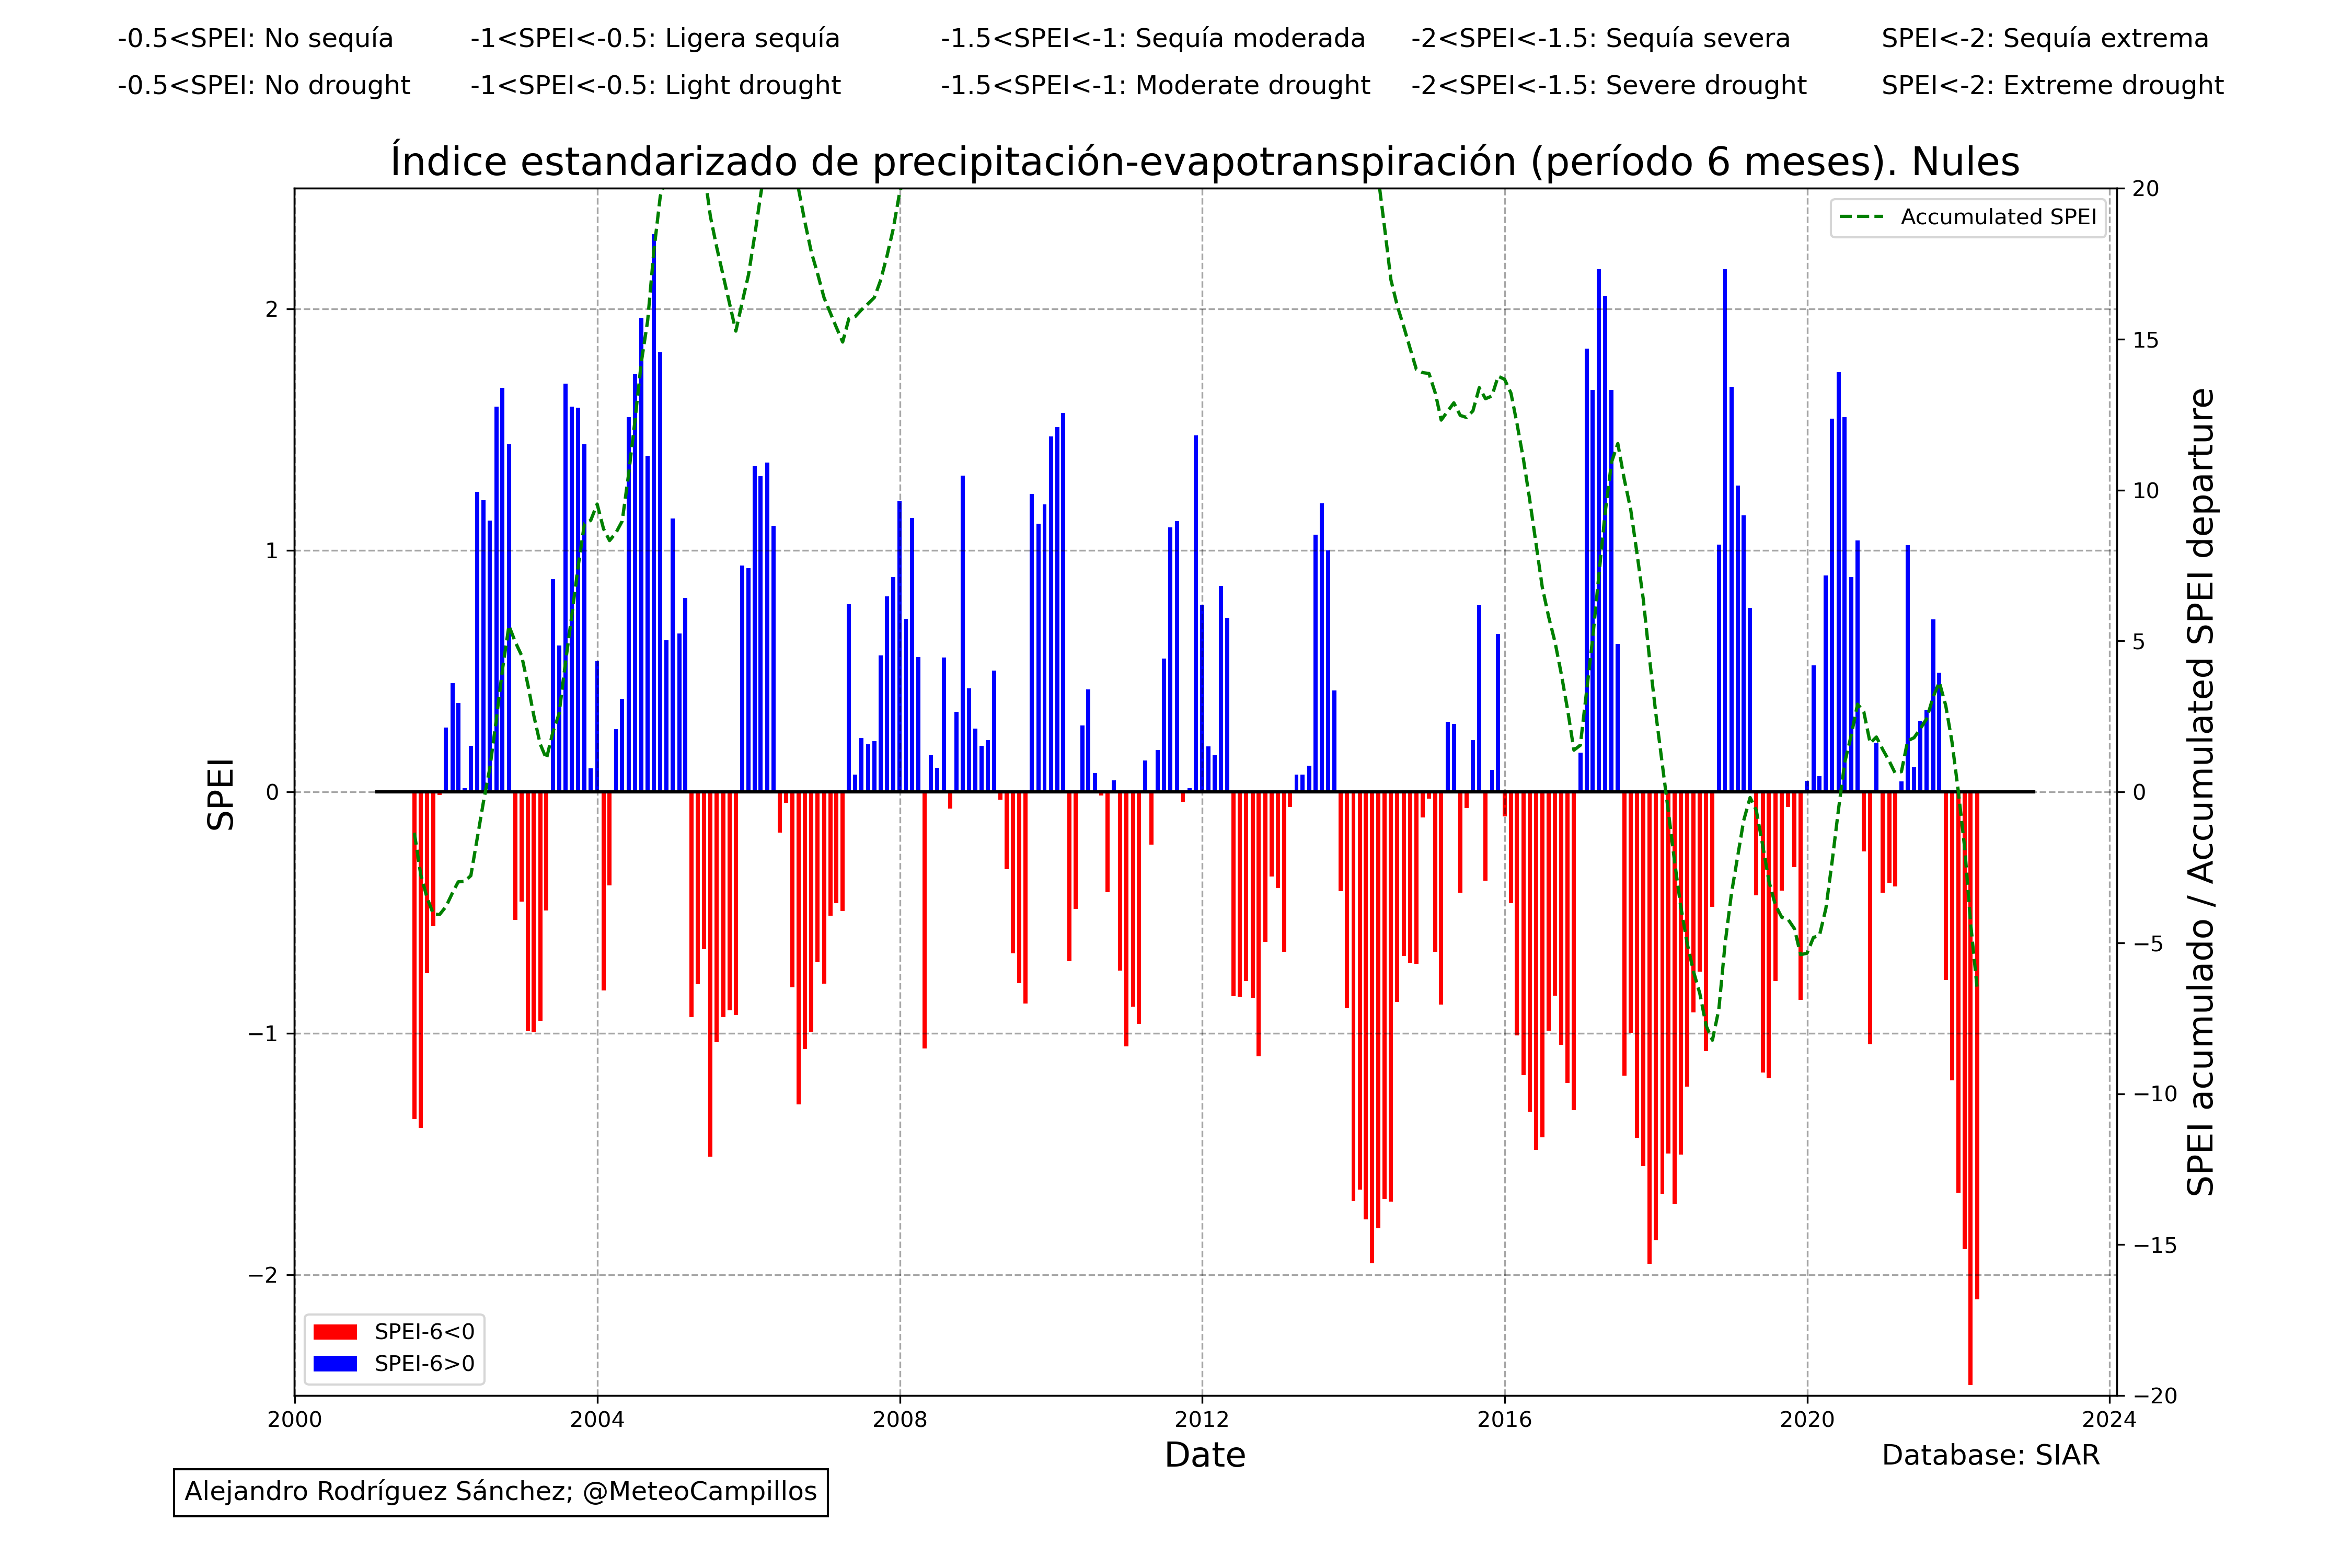 -0.5<SPEI: No sequía -1<SPEI<-0.5: Ligera sequía -1.5<SPEI<-1: Sequía moderada -2<SPEI<-1.5: Sequía severa SPEI<-2: Sequía extrema
-0.5<SPEI: No drought -1<SPEI<-0.5: Light drought -1.5<SPEI<-1: Moderate drought -2<SPEI<-1.5: Severe drought SPEI<-2: Extreme drought
Índice estandarizado de precipitación-evapotranspiración (período 6 meses). Nules
Accumulated SPEI
SPEI
2
1
0
−1
−2
20
15
10
5
0
−5
−10
−15
−20
SPEI acumulado / Accumulated SPEI departure
SPEI-6<0
SPEI-6>0
2000 2004 2008 2012 2016 2020 2024
Date
Database: SIAR
Alejandro Rodríguez Sánchez; @MeteoCampillos